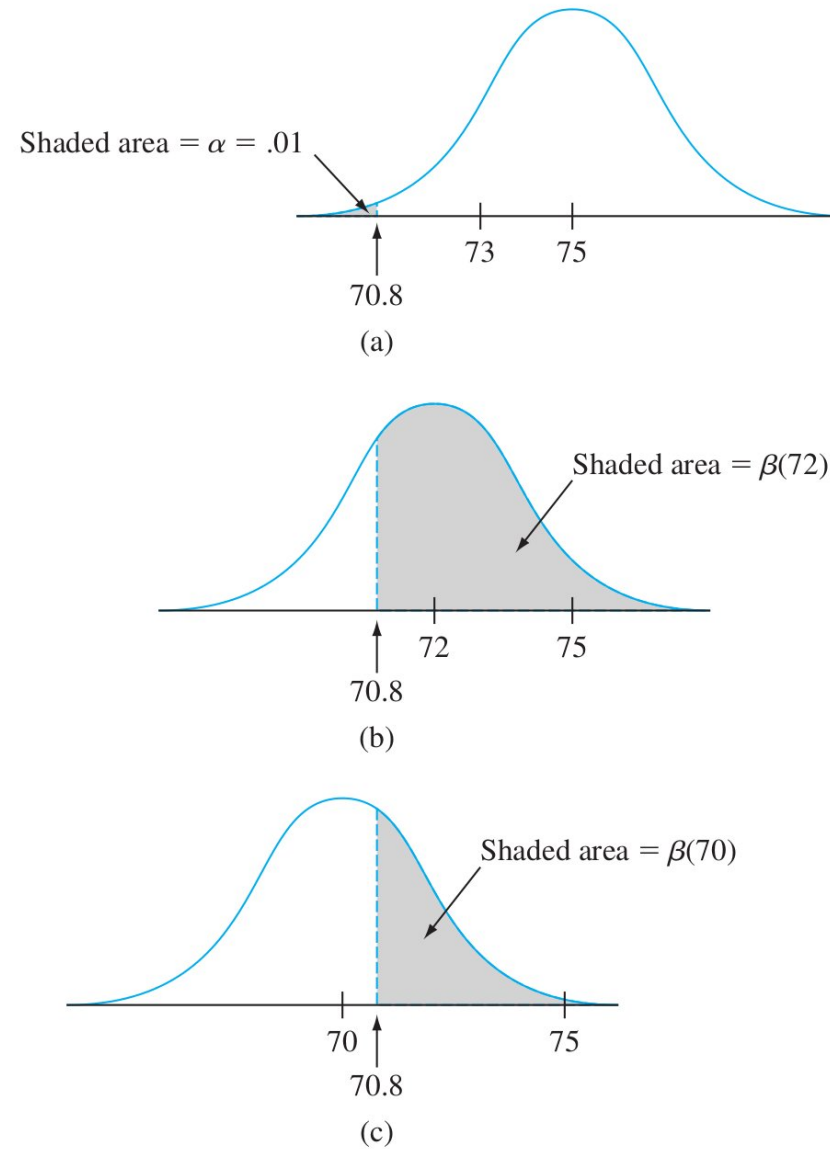 Shaded area = α = .01
73 75
70.8
(a)
Shaded area = β(72)
72 75
70.8
(b)
Shaded area = β(70)
70 75
70.8
(c)